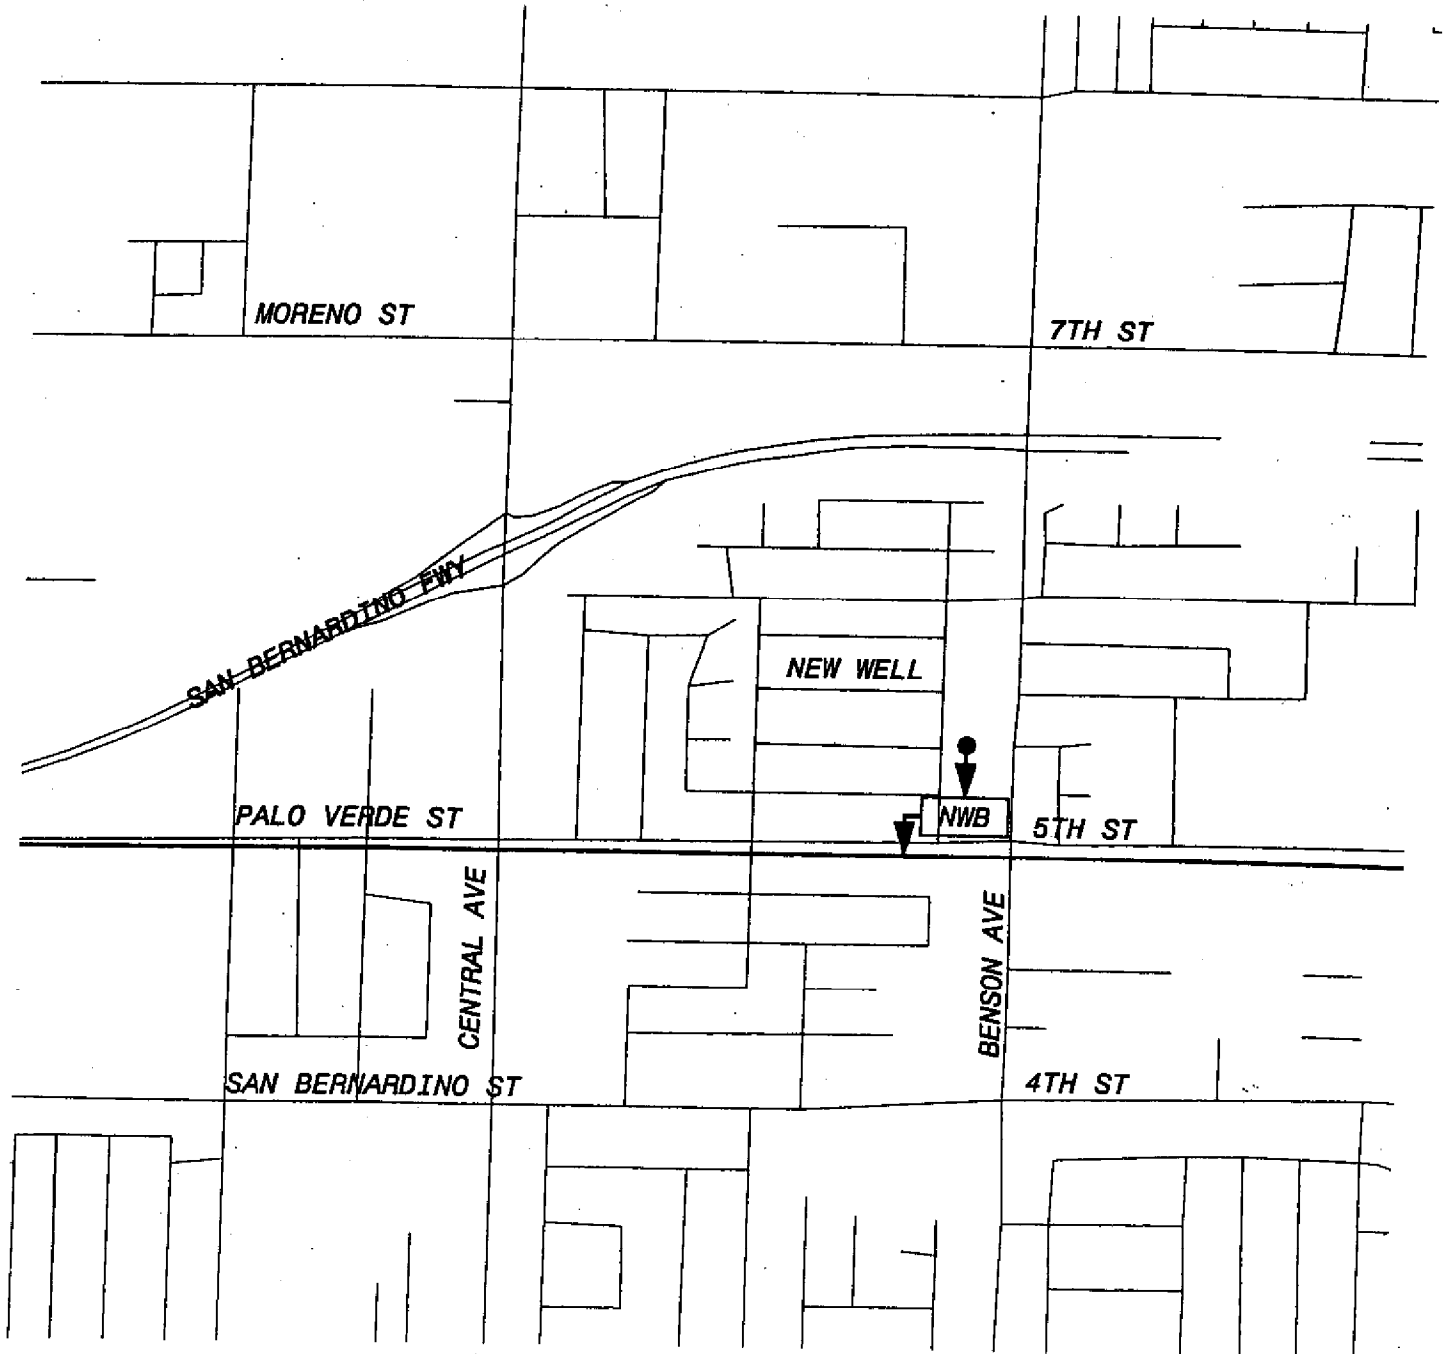 MORENO ST
7TH ST
SAN BERNARDINO FWY
NEW WELL
PALO VERDE ST
NWB
5TH ST
CENTRAL AVE
BENSON AVE
SAN BERNARDINO ST
4TH ST